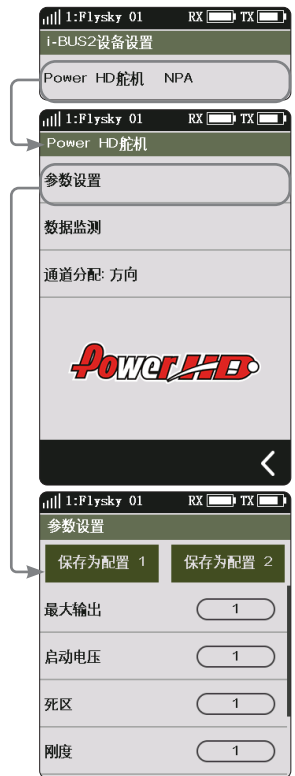 1:Flysky 01 RX TX
i-BUS2设备设置
Power HD舵机 NPA
1:Flysky 01 RX TX
Power HD舵机
参数设置
数据监测
通道分配: 方向
Power HD
1:Flysky 01 RX TX
参数设置
保存为配置 1 保存为配置 2
最大输出 1
启动电压 1
死区 1
刚度 1